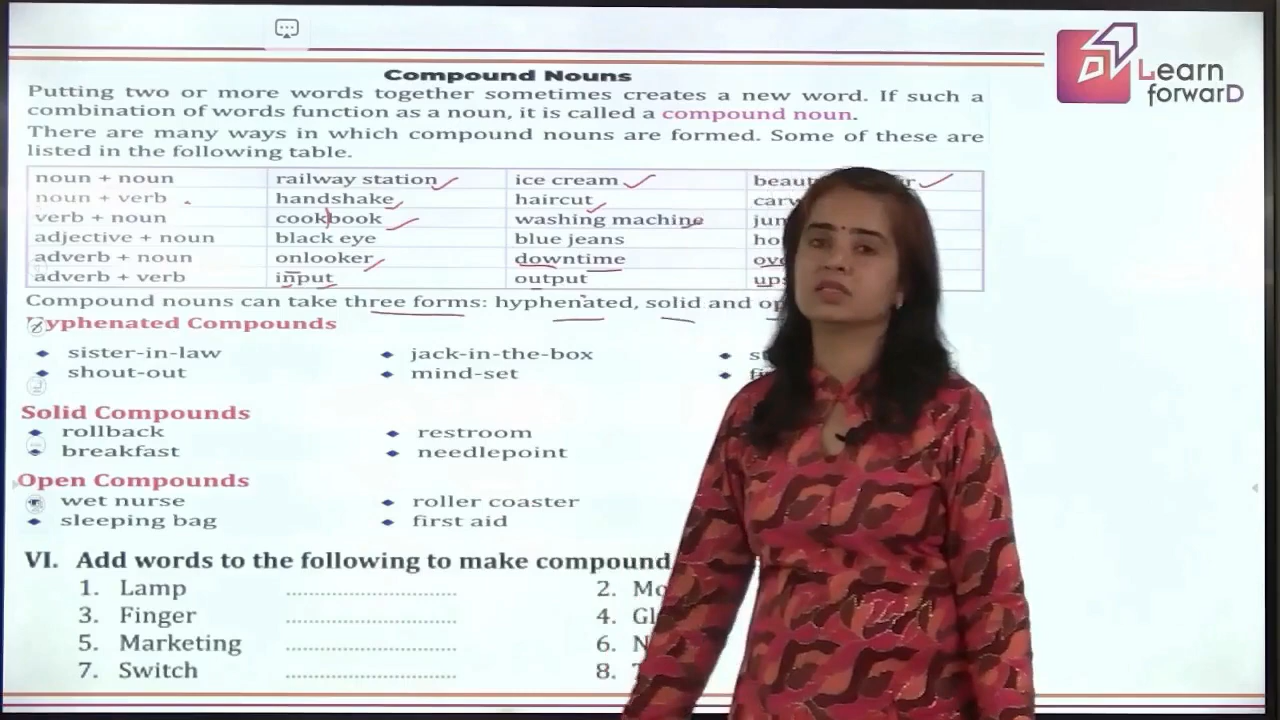 Learn
forwarD
Compound Nouns
Putting two or more words together sometimes creates a new word. If such a
combination of words function as a noun, it is called a compound noun.
There are many ways in which compound nouns are formed. Some of these are
listed in the following table.
noun + noun railway station ice cream
noun + verb handshake haircut
verb + noun cookbook washing machine
adjective + noun black eye blue jeans
adverb + noun onlooker downtime
adverb + verb input output
Compound nouns can take three forms: hyphenated, solid and
Hyphenated Compounds
sister-in-law jack-in-the-box
shout-out mind-set
Solid Compounds
rollback restroom
breakfast needlepoint
Open Compounds
wet nurse roller coaster
sleeping bag first aid
VI. Add words to the following to make compound
1. Lamp ............................ 2.
3. Finger ............................ 4.
5. Marketing ............................ 6.
7. Switch ............................ 8.